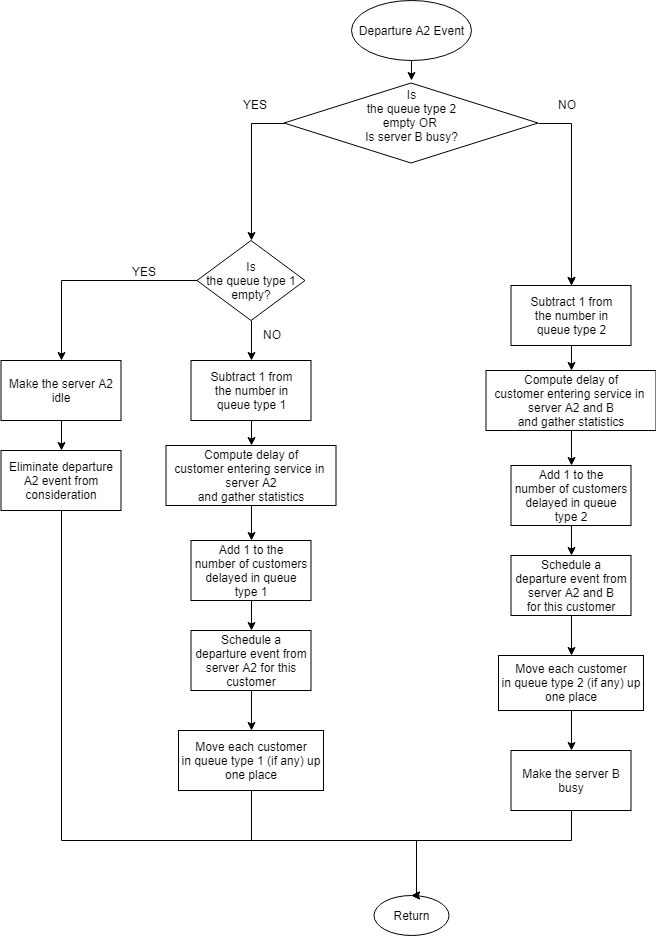 Departure A2 Event
Is
the queue type 2
empty OR
Is server B busy?
YES
NO
Is
the queue type 1
empty?
YES
NO
Make the server A2
idle
Eliminate departure
A2 event from
consideration
Subtract 1 from
the number in
queue type 1
Compute delay of
customer entering service in
server A2
and gather statistics
Add 1 to the
number of customers
delayed in queue
type 1
Schedule a
departure event from
server A2 for this
customer
Move each customer
in queue type 1 (if any) up
one place
Subtract 1 from
the number in
queue type 2
Compute delay of
customer entering service in
server A2 and B
and gather statistics
Add 1 to the
number of customers
delayed in queue
type 2
Schedule a
departure event from
server A2 and B
for this customer
Move each customer
in queue type 2 (if any) up
one place
Make the server B
busy
Return